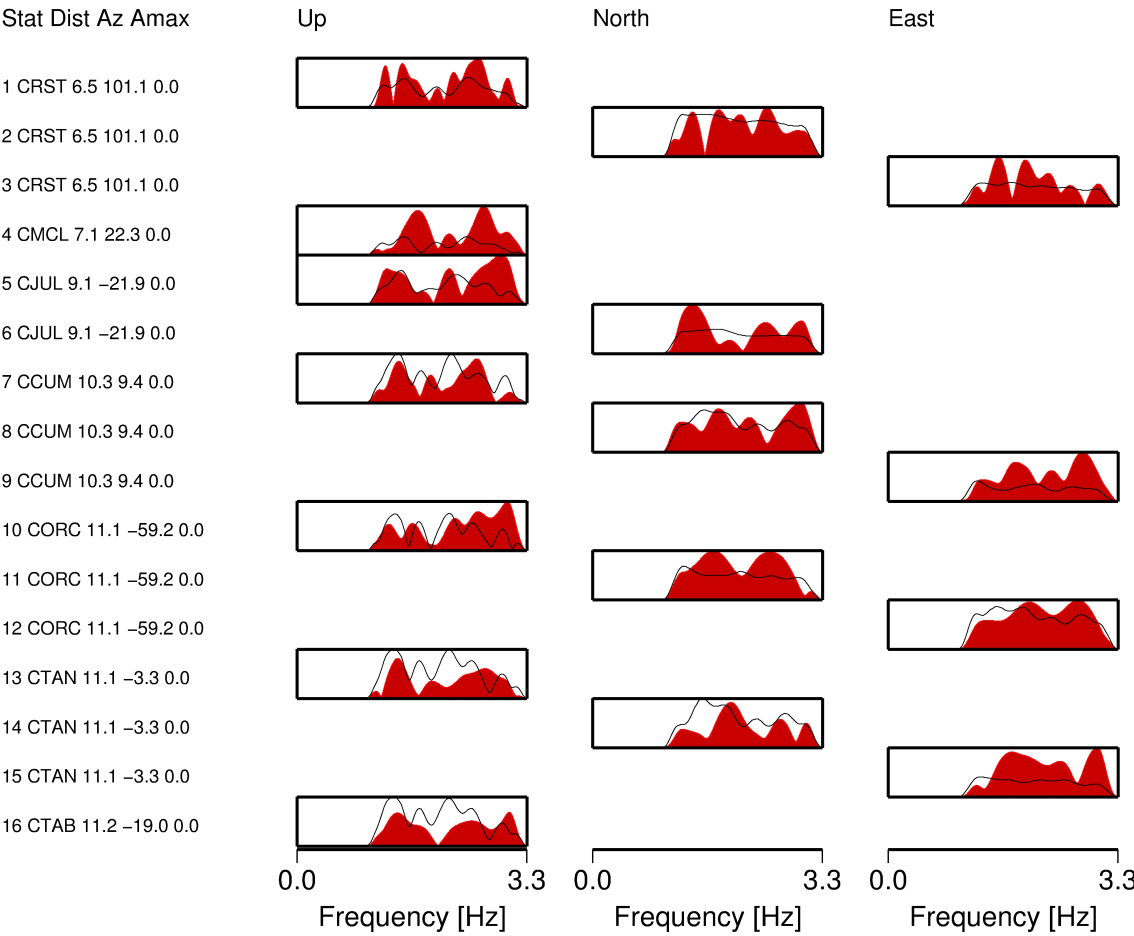 Stat Dist Az Amax Up North East
1 CRST 6.5 101.1 0.0
2 CRST 6.5 101.1 0.0
3 CRST 6.5 101.1 0.0
4 CMCL 7.1 22.3 0.0
5 CJUL 9.1 −21.9 0.0
6 CJUL 9.1 −21.9 0.0
7 CCUM 10.3 9.4 0.0
8 CCUM 10.3 9.4 0.0
9 CCUM 10.3 9.4 0.0
10 CORC 11.1 −59.2 0.0
11 CORC 11.1 −59.2 0.0
12 CORC 11.1 −59.2 0.0
13 CTAN 11.1 −3.3 0.0
14 CTAN 11.1 −3.3 0.0
15 CTAN 11.1 −3.3 0.0
16 CTAB 11.2 −19.0 0.0
0.0 3.3 0.0 3.3 0.0 3.3
Frequency [Hz] Frequency [Hz] Frequency [Hz]